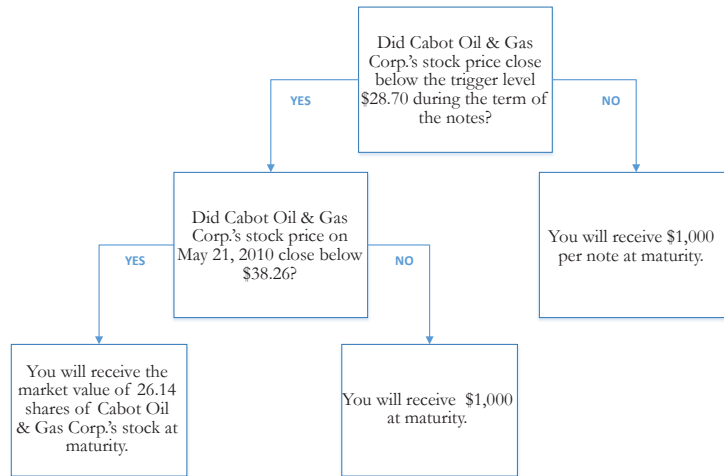 Did Cabot Oil & Gas
Corp.'s stock price close
below the trigger level
$28.70 during the term of
the notes?
YES
NO
Did Cabot Oil & Gas
Corp.'s stock price on
May 21, 2010 close below
$38.26?
You will receive $1,000
per note at maturity.
YES
NO
You will receive the
market value of 26.14
shares of Cabot Oil
& Gas Corp.'s stock at
maturity.
You will receive $1,000
at maturity.